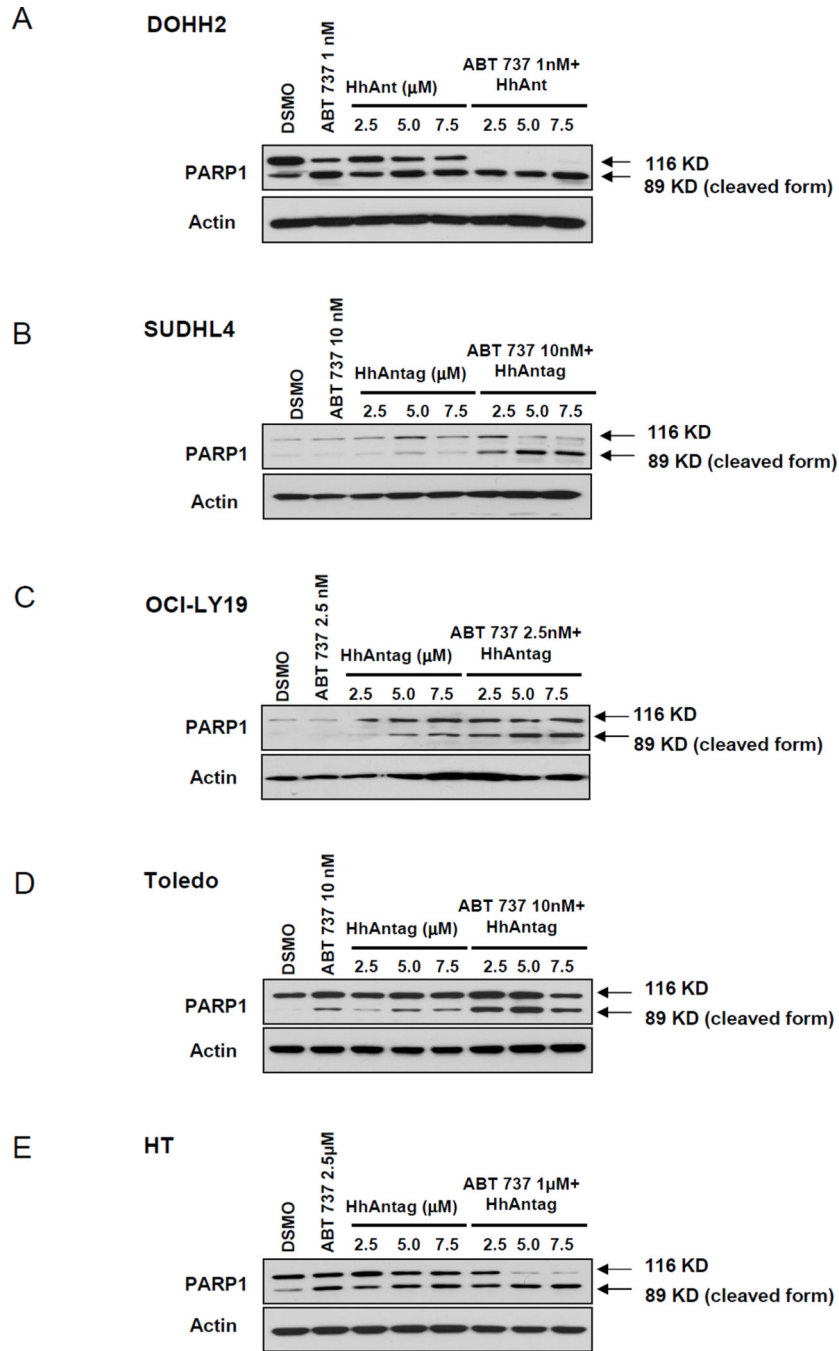 A
DOHH2
DSMO
ABT 737 1 nM
HhAnt (µM)
ABT 737 1nM+
HhAnt
2.5 5.0 7.5 2.5 5.0 7.5
PARP1
116 KD
89 KD (cleaved form)
Actin
B
SUDHL4
DSMO
ABT 737 10 nM
HhAntag (µM)
ABT 737 10nM+
HhAntag
2.5 5.0 7.5 2.5 5.0 7.5
PARP1
116 KD
89 KD (cleaved form)
Actin
C
OCI-LY19
DSMO
ABT 737 2.5 nM
HhAntag (µM)
ABT 737 2.5nM+
HhAntag
2.5 5.0 7.5 2.5 5.0 7.5
PARP1
116 KD
89 KD (cleaved form)
Actin
D
Toledo
DSMO
ABT 737 10 nM
HhAntag (µM)
ABT 737 10nM+
HhAntag
2.5 5.0 7.5 2.5 5.0 7.5
PARP1
116 KD
89 KD (cleaved form)
Actin
E
HT
DSMO
ABT 737 2.5µM
HhAntag (µM)
ABT 737 1µM+
HhAntag
2.5 5.0 7.5 2.5 5.0 7.5
PARP1
116 KD
89 KD (cleaved form)
Actin